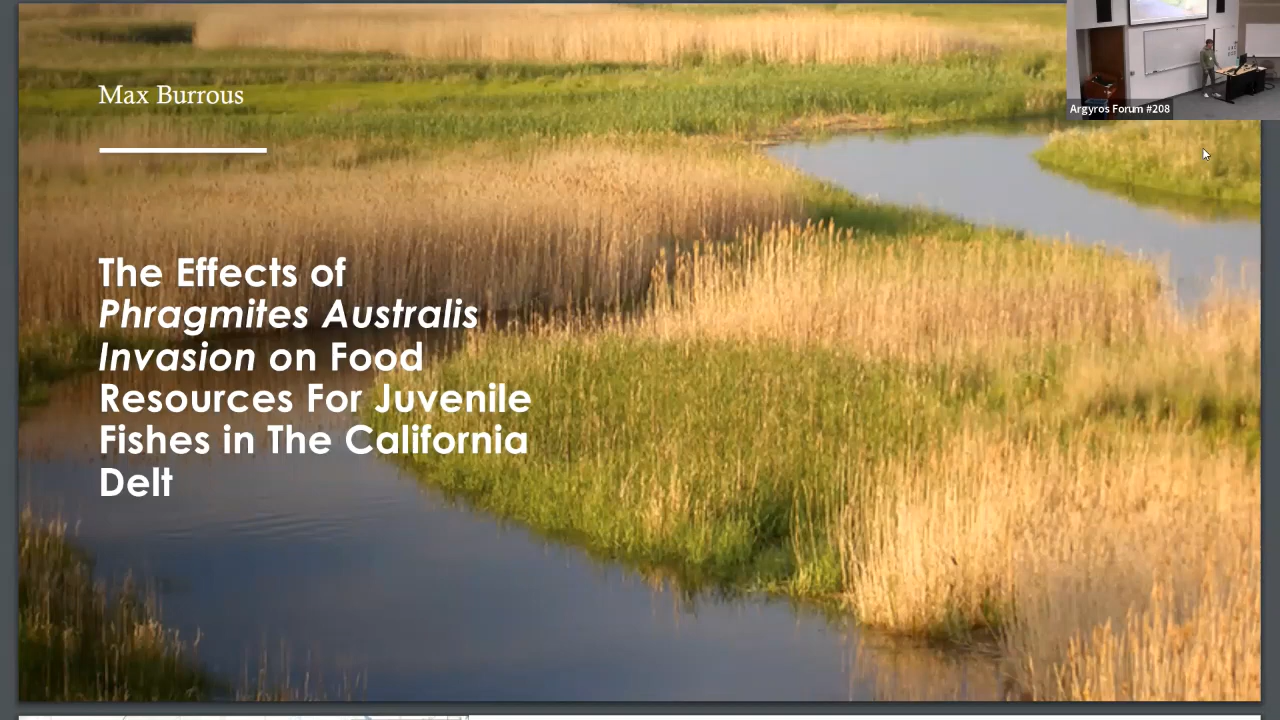 Max Burrous
The Effects of
Phragmites Australis
Invasion on Food
Resources For Juvenile
Fishes in The California
Delt
Argyros Forum #208